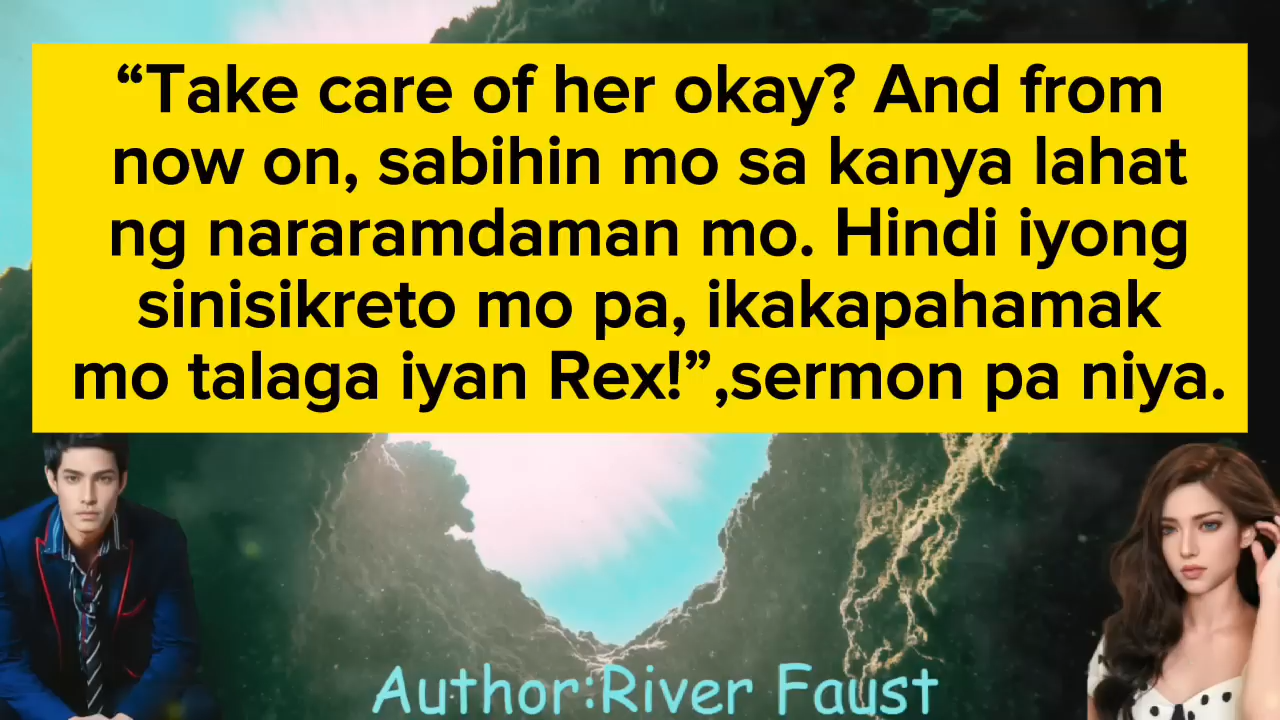 “Take care of her okay? And from
now on, sabihin mo sa kanya lahat
ng nararamdaman mo. Hindi iyong
sinisikreto mo pa, ikakapahamak
mo talaga iyan Rex!”,sermon pa niya.
Author:River Faust